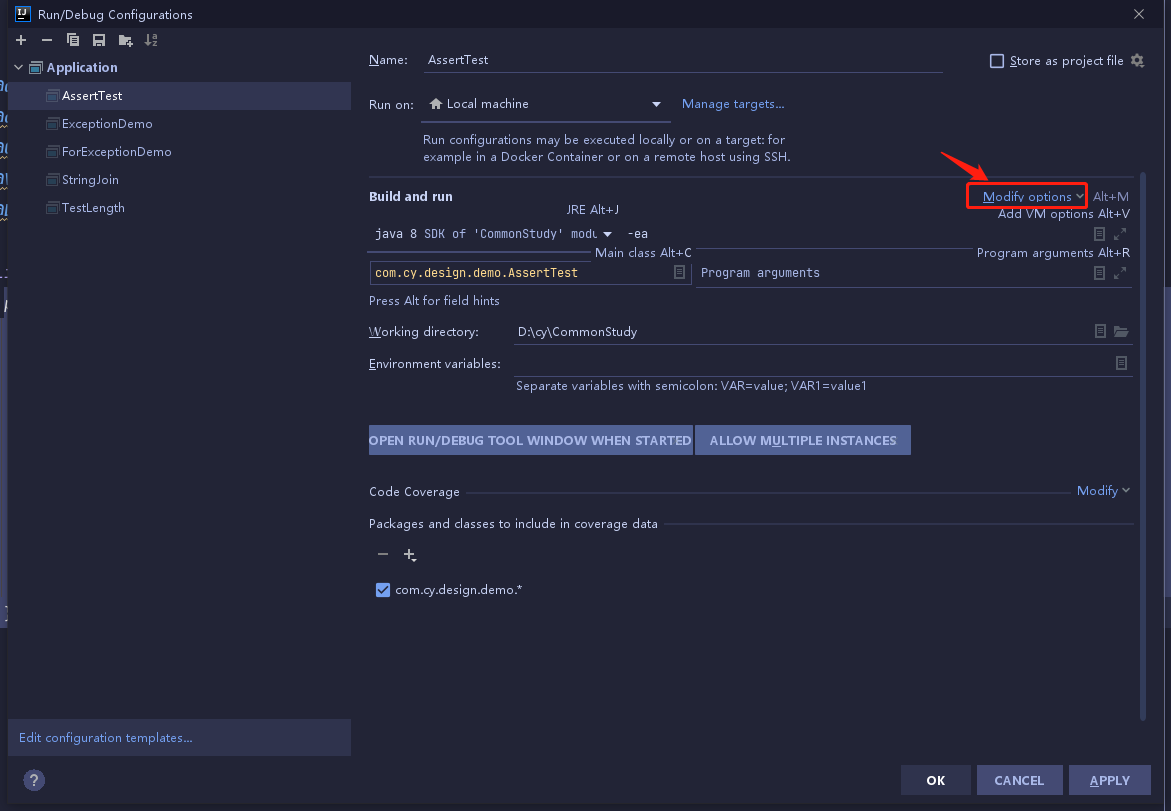 Run/Debug Configurations
Application
AssertTest
ExceptionDemo
ForExceptionDemo
StringJoin
TestLength
Edit configuration templates...
Name: AssertTest
Store as project file
Run on: Local machine
Manage targets...
Run configurations may be executed locally or on a target: for
example in a Docker Container or on a remote host using SSH.
Build and run
Modify options Alt+M
JRE Alt+J
Add VM options Alt+V
java 8 SDK of 'CommonStudy' modu -ea
Main class Alt+C
Program arguments Alt+R
com.cy.design.demo.AssertTest
Program arguments
Press Alt for field hints
Working directory: D:\cy\CommonStudy
Environment variables:
Separate variables with semicolon: VAR=value; VAR1=value1
OPEN RUN/DEBUG TOOL WINDOW WHEN STARTED
ALLOW MULTIPLE INSTANCES
Code Coverage
Modify
Packages and classes to include in coverage data
com.cy.design.demo.*
?
OK
CANCEL
APPLY